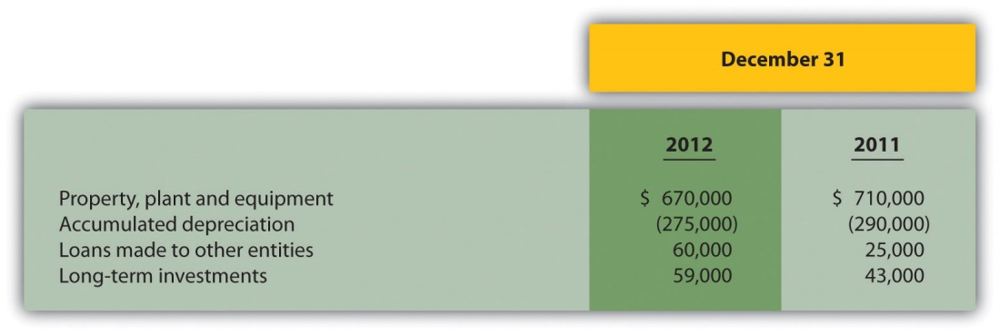 December 31
2012 2011
Property, plant and equipment $ 670,000 $ 710,000
Accumulated depreciation (275,000) (290,000)
Loans made to other entities 60,000 25,000
Long-term investments 59,000 43,000